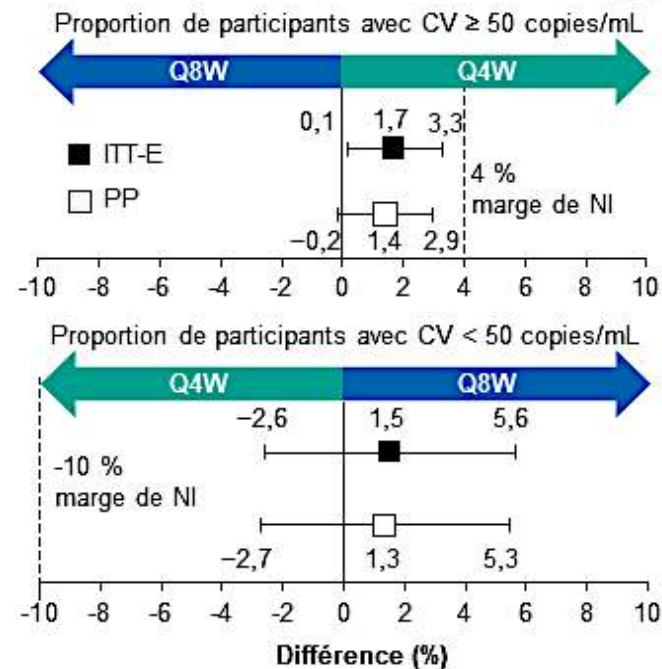 Proportion de participants avec CV ≥ 50 copies/mL
Q8W Q4W
0,1 1,7 3,3
ITT-E
PP
4 %
marge de NI
−0,2 1,4 2,9
-10 -8 -6 -4 -2 0 2 4 6 8 10
Proportion de participants avec CV < 50 copies/mL
Q4W Q8W
−2,6 1,5 5,6
-10 %
marge de NI
−2,7 1,3 5,3
-10 -8 -6 -4 -2 0 2 4 6 8 10
Différence (%)